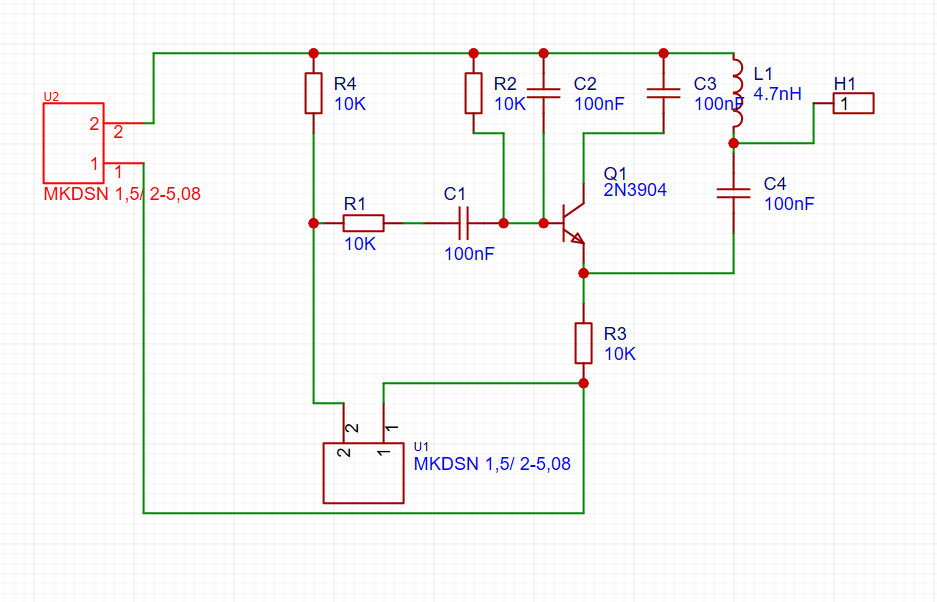 U2
2
2
1
1
MKDSN 1,5/ 2-5,08
R4
10K
R2
10K
C2
100nF
C3
100nF
L1
4.7nH
H1
1
R1
10K
C1
100nF
Q1
2N3904
C4
100nF
R3
10K
2
1
2
1
U1
MKDSN 1,5/ 2-5,08